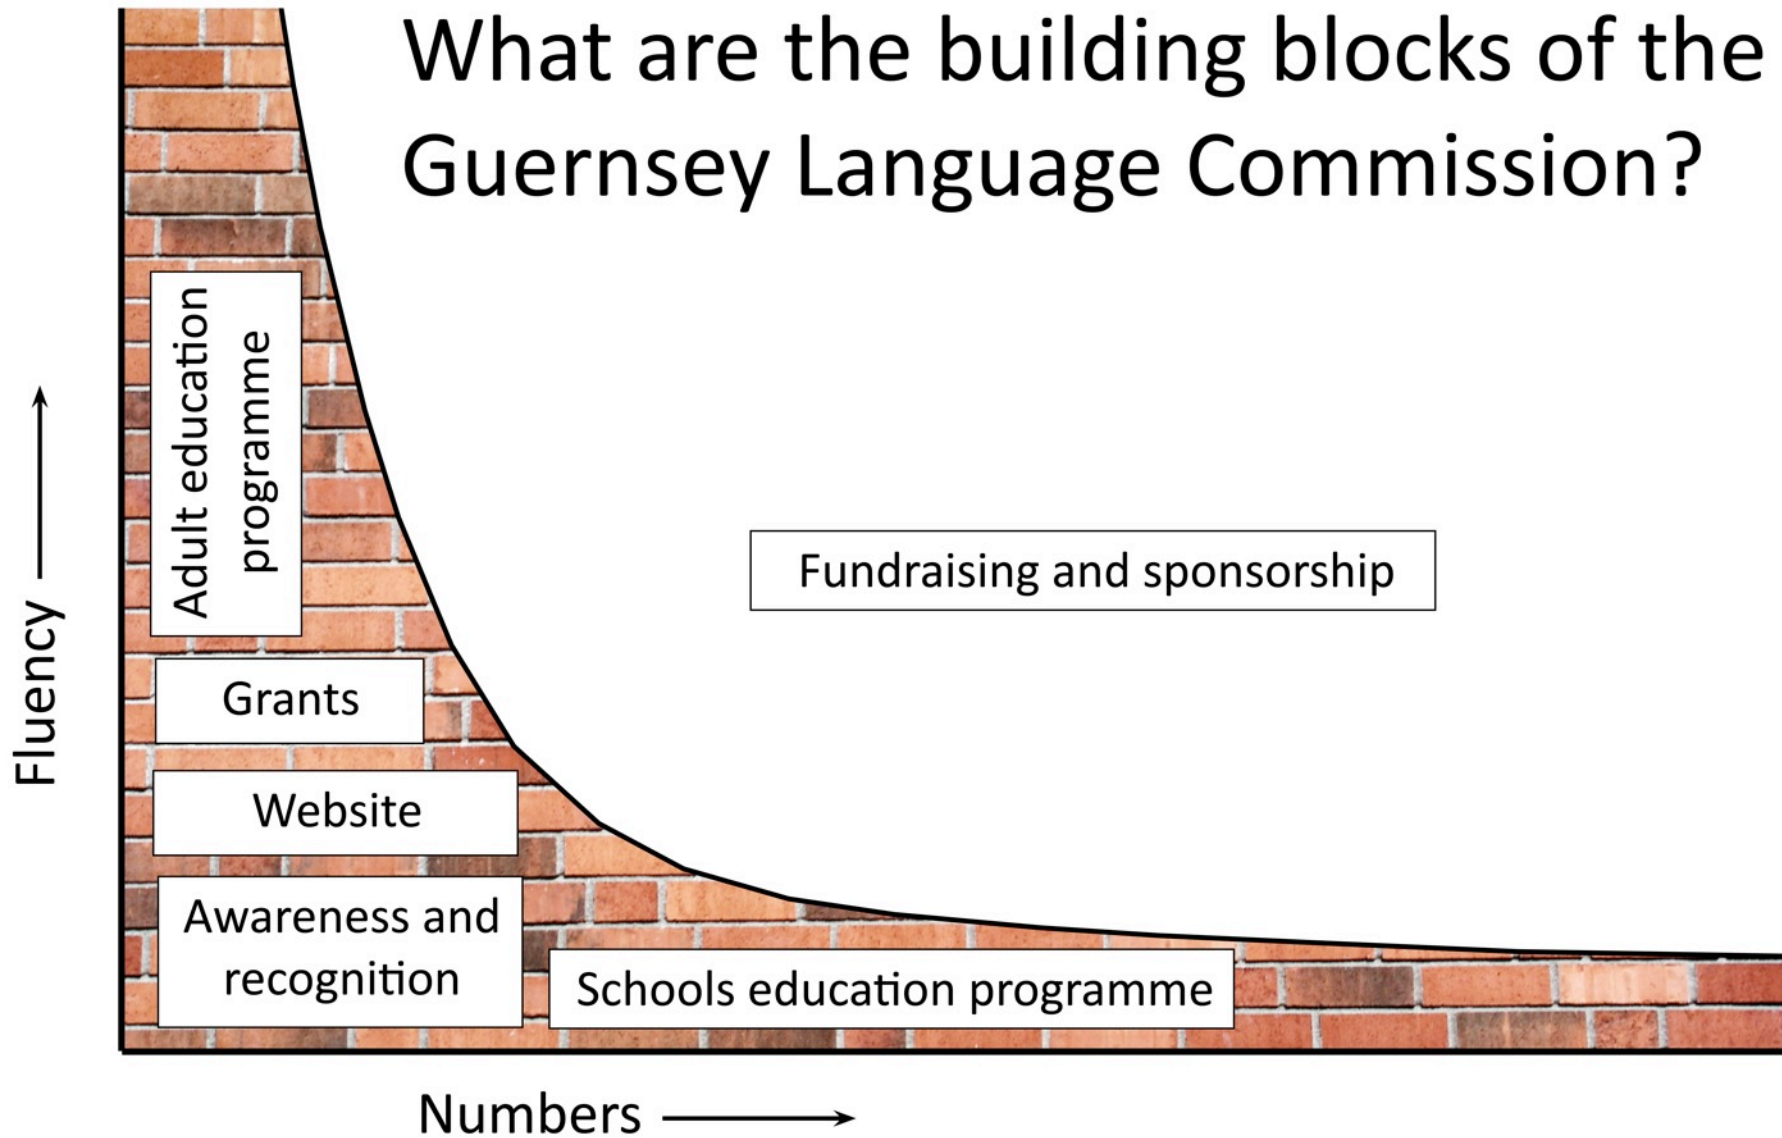 What are the building blocks of the
Guernsey Language Commission?
Adult education
programme
Fundraising and sponsorship
Grants
Website
Awareness and
recognition
Schools education programme
Fluency
Numbers